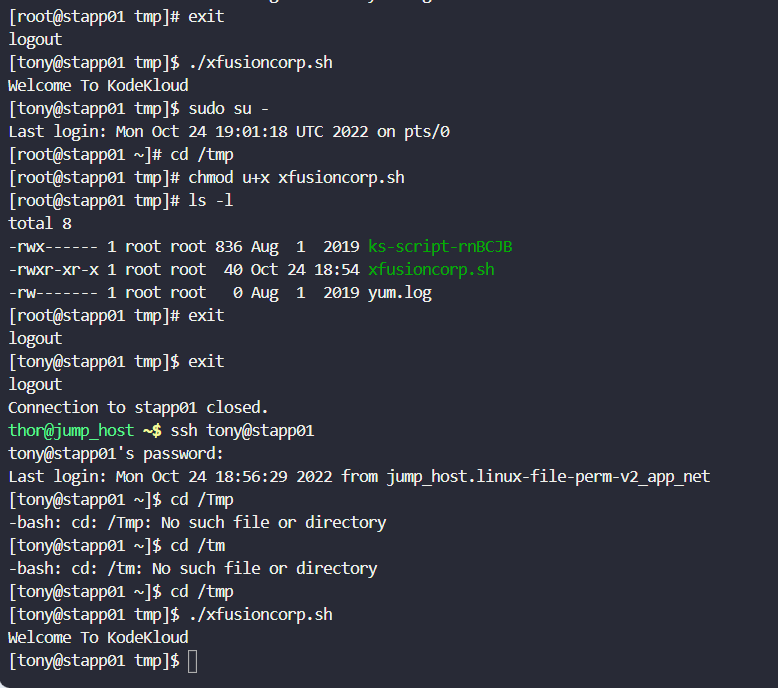 [root@stapp01 tmp]# exit
logout
[tony@stapp01 tmp]$ ./xfusioncorp.sh
Welcome To KodeKloud
[tony@stapp01 tmp]$ sudo su -
Last login: Mon Oct 24 19:01:18 UTC 2022 on pts/0
[root@stapp01 ~]# cd /tmp
[root@stapp01 tmp]# chmod u+x xfusioncorp.sh
[root@stapp01 tmp]# ls -l
total 8
-rwx------ 1 root root 836 Aug  1  2019 ks-script-rnBCJB
-rwxr-xr-x 1 root root  40 Oct 24 18:54 xfusioncorp.sh
-rw------- 1 root root   0 Aug  1  2019 yum.log
[root@stapp01 tmp]# exit
logout
[tony@stapp01 tmp]$ exit
logout
Connection to stapp01 closed.
thor@jump_host ~$ ssh tony@stapp01
tony@stapp01's password:
Last login: Mon Oct 24 18:56:29 2022 from jump_host.linux-file-perm-v2_app_net
[tony@stapp01 ~]$ cd /Tmp
-bash: cd: /Tmp: No such file or directory
[tony@stapp01 ~]$ cd /tm
-bash: cd: /tm: No such file or directory
[tony@stapp01 ~]$ cd /tmp
[tony@stapp01 tmp]$ ./xfusioncorp.sh
Welcome To KodeKloud
[tony@stapp01 tmp]$